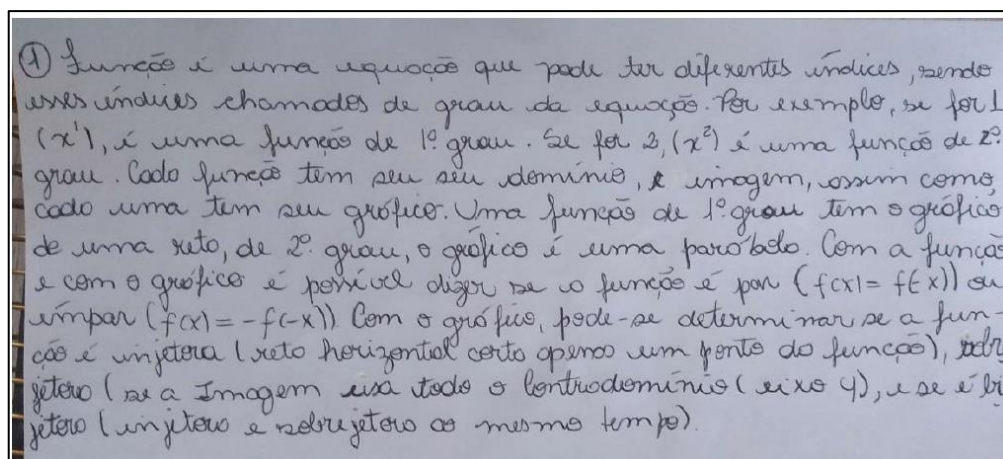 ① Função é uma equação que pode ter diferentes índices, sendo
esses índices chamados de grau da equação. Por exemplo, se for 1
(x¹), é uma função de 1º grau. Se for 2, (x²) é uma função de 2º.
grau. Cada função tem seu seu domínio, e imagem, assim como,
cada uma tem seu gráfico. Uma função de 1º. grau tem o gráfico
de uma reta, de 2º. grau, o gráfico é uma parábola. Com a função
e com o gráfico é possível dizer se a função é par (f(x) = f(-x)) ou
ímpar (f(x) = -f(-x)). Com o gráfico, pode-se determinar se a fun-
ção é injetora (reta horizontal corta apenas um ponto da função), sobr
jetora (se a Imagem usa todo o Contradomínio (eixo y), e se é bi
jetora (injetora e sobrejetora ao mesmo tempo).